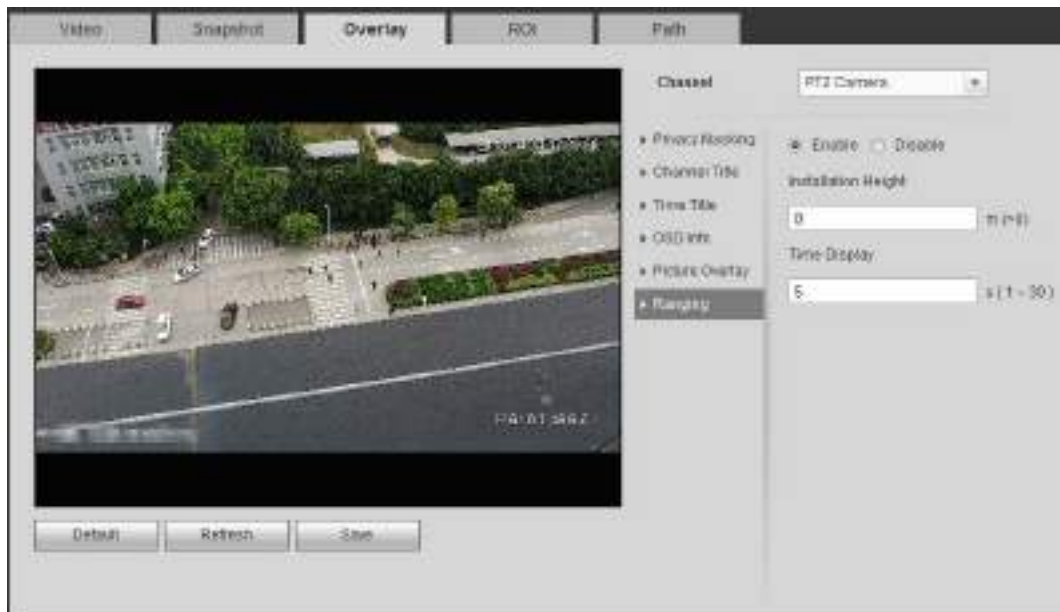 Video Snapshot Overlay ROI Path
Channel PTZ Camera
Privacy Masking
Channel Title
Time Title
OSD Info
Picture Overlay
Ranging
Enable Disable
Installation Height
Time Display
5 s ( 1 - 30 )
Default Refresh Save